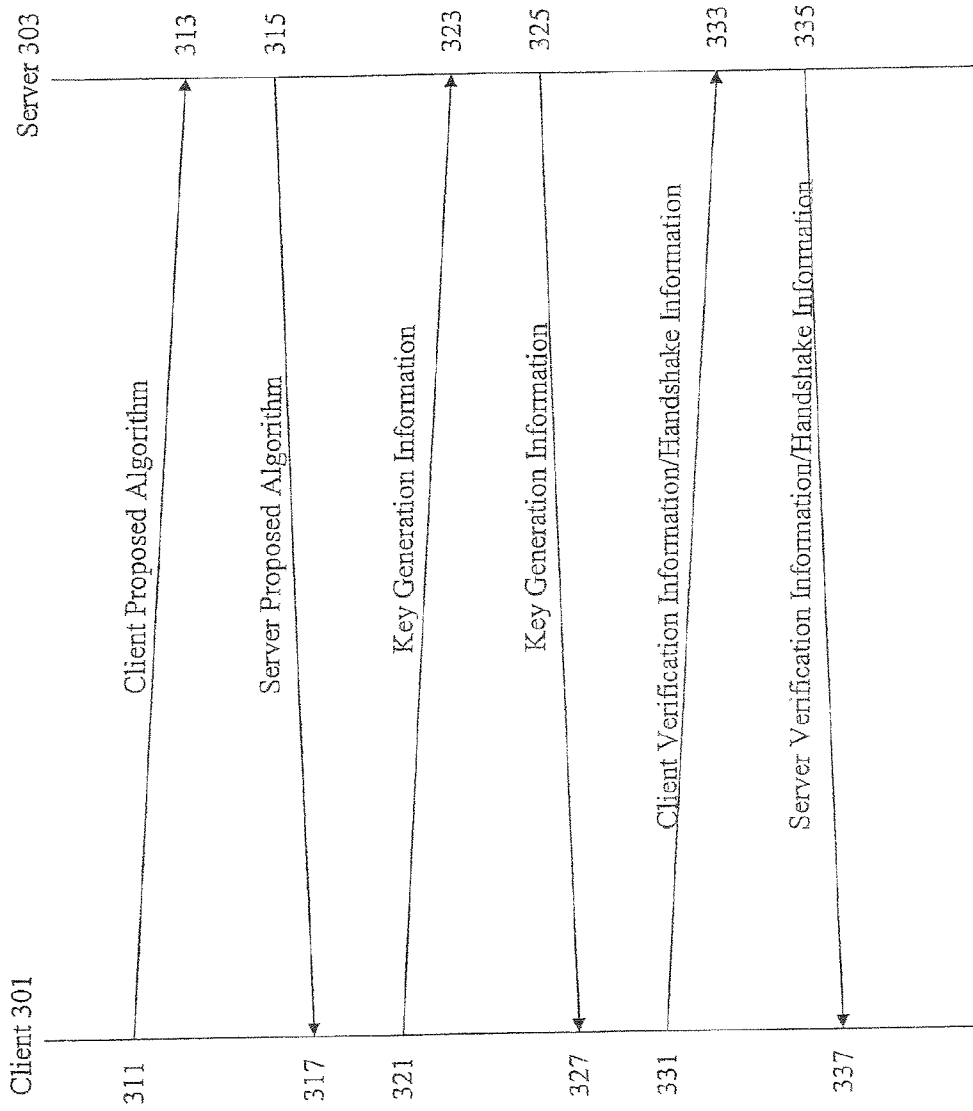 Client 301
Server 303
311
Client Proposed Algorithm
313
315
Server Proposed Algorithm
317
321
Key Generation Information
323
325
Key Generation Information
327
331
Client Verification Information/Handshake Information
333
335
Server Verification Information/Handshake Information
337